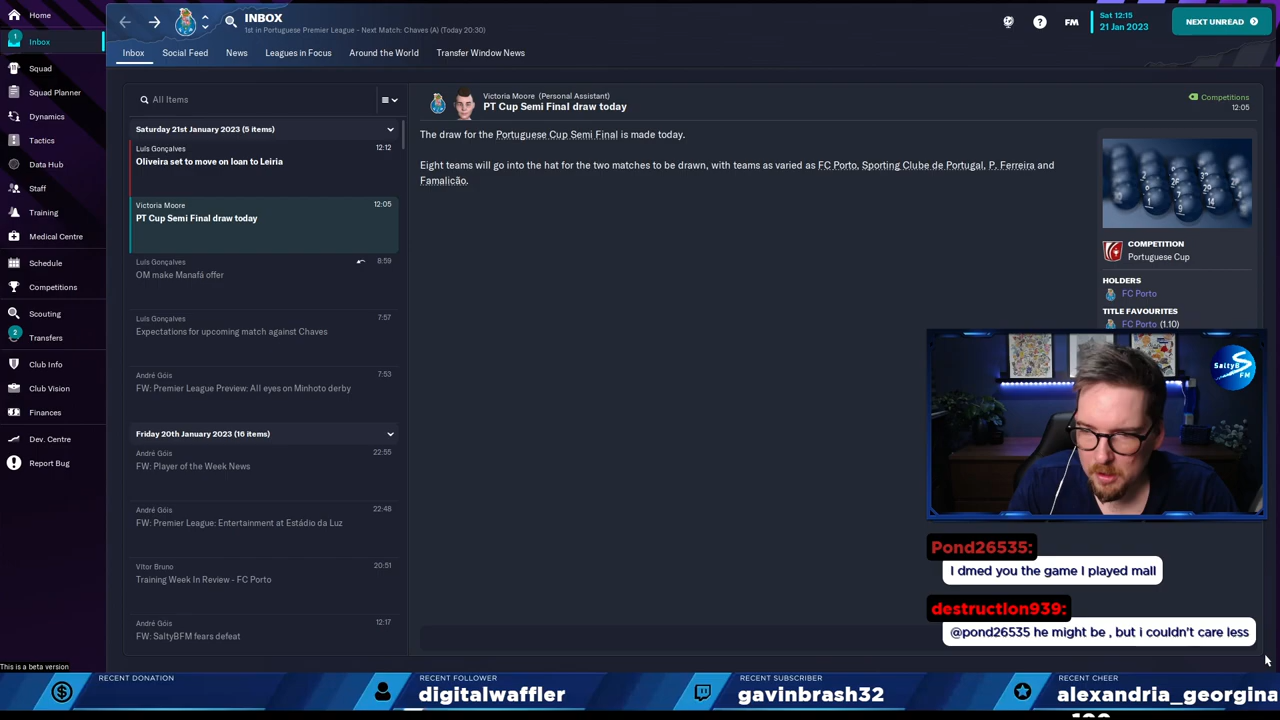 Home
INBOX
1st in Portuguese Premier League - Next Match: Chaves (A) (Today 20:30)
FM
Sat 12:15
21 Jan 2023
NEXT UNREAD
1
Inbox
Squad
Squad Planner
Dynamics
Tactics
Data Hub
Staff
Training
Medical Centre
Schedule
Competitions
Scouting
2
Transfers
Club Info
Club Vision
Finances
Dev. Centre
Report Bug
This is a beta version
Inbox
Social Feed
News
Leagues in Focus
Around the World
Transfer Window News
All Items
Saturday 21st January 2023 (5 items)
Luís Gonçalves
12:12
Oliveira set to move on loan to Leiria
Victoria Moore
12:05
PT Cup Semi Final draw today
Luís Gonçalves
8:59
OM make Manafá offer
Luís Gonçalves
7:57
Expectations for upcoming match against Chaves
André Góis
7:53
FW: Premier League Preview: All eyes on Minhoto derby
Friday 20th January 2023 (16 items)
André Góis
22:55
FW: Player of the Week News
André Góis
22:48
FW: Premier League: Entertainment at Estádio da Luz
Vítor Bruno
20:51
Training Week In Review - FC Porto
André Góis
12:17
FW: SaltyBFM fears defeat
Victoria Moore (Personal Assistant)
PT Cup Semi Final draw today
Competitions
12:05
The draw for the Portuguese Cup Semi Final is made today.
Eight teams will go into the hat for the two matches to be drawn, with teams as varied as FC Porto, Sporting Clube de Portugal, P. Ferreira and
Famalicão.
COMPETITION
Portuguese Cup
HOLDERS
FC Porto
TITLE FAVOURITES
FC Porto (1.10)
SaltyB
FM
Pond26535:
I dmed you the game I played mall
destruction939:
@pond26535 he might be , but i couldn't care less
RECENT DONATION
RECENT FOLLOWER
digitalwaffler
RECENT SUBSCRIBER
gavinbrash32
RECENT CHEER
alexandria_georgina